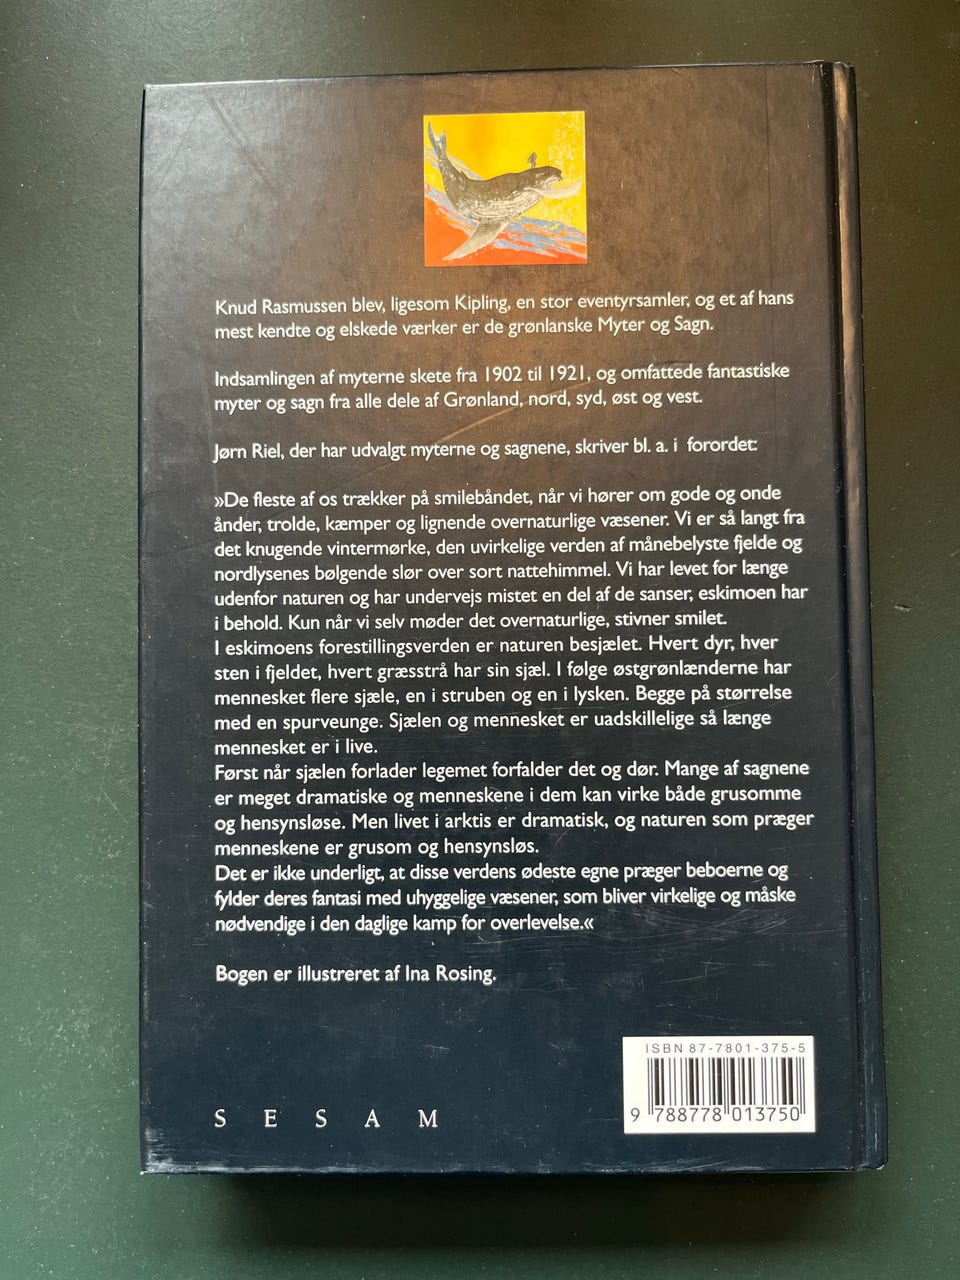 Knud Rasmussen blev, ligesom Kipling, en stor eventyrsamler, og et af hans
mest kendte og elskede værker er de grønlanske Myter og Sagn.
Indsamlingen af myterne skete fra 1902 til 1921, og omfattede fantastiske
myter og sagn fra alle dele af Grønland, nord, syd, øst og vest.
Jørn Riel, der har udvalgt myterne og sagnene, skriver bl. a. i forordet:
»De fleste af os trækker på smilebåndet, når vi hører om gode og onde
ånder, trolde, kæmper og lignende overnaturlige væsener. Vi er så langt fra
det knugende vintermørke, den uvirkelige verden af månebelyste fjelde og
nordlysenes bølgende slør over sort nattehimmel. Vi har levet for længe
udenfor naturen og har undervejs mistet en del af de sanser, eskimoen har
i behold. Kun når vi selv møder det overnaturlige, stivner smilet.
I eskimoens forestillingsverden er naturen besjælet. Hvert dyr, hver
sten i fjeldet, hvert græsstrå har sin sjæl. I følge østgrønlænderne har
mennesket flere sjæle, en i struben og en i lysken. Begge på størrelse
med en spurveunge. Sjælen og mennesket er uadskillelige så længe
mennesket er i live.
Først når sjælen forlader legemet forfalder det og dør. Mange af sagnene
er meget dramatiske og menneskene i dem kan virke både grusomme
og hensynsløse. Men livet i arktis er dramatisk, og naturen som præger
menneskene er grusom og hensynsløs.
Det er ikke underligt, at disse verdens ødeste egne præger beboerne og
fylder deres fantasi med uhyggelige væsener, som bliver virkelige og måske
nødvendige i den daglige kamp for overlevelse.«
Bogen er illustreret af Ina Rosing.
ISBN 87-7801-375-5
9 788778 013750
S E S A M